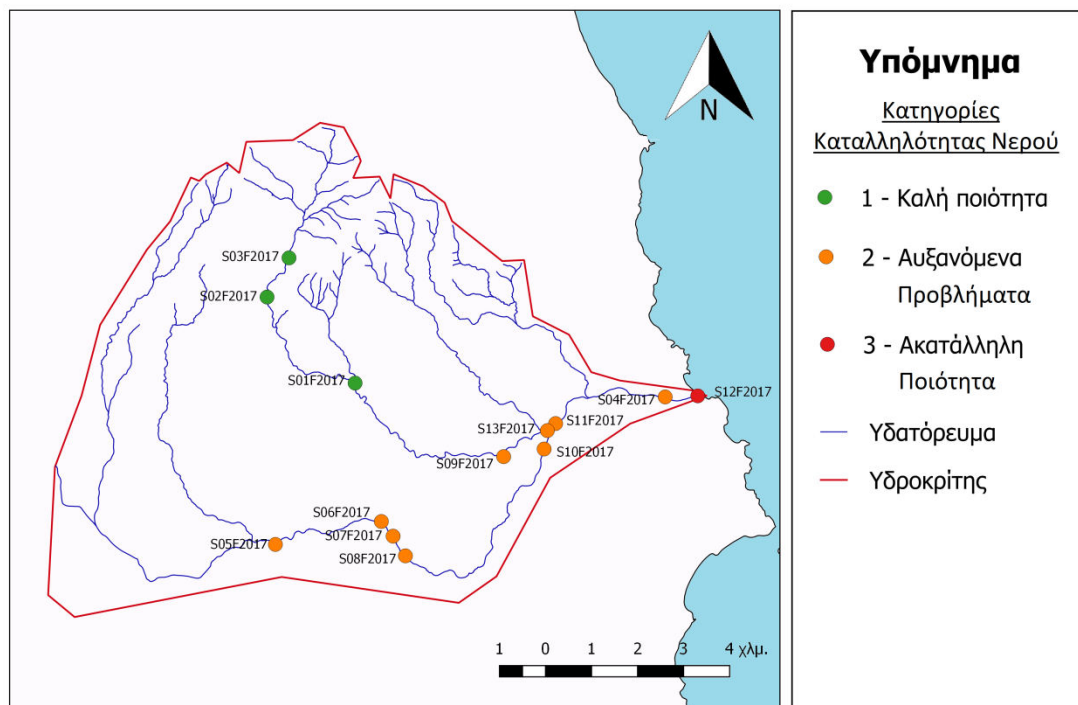 N
S03F2017
S02F2017
S01F2017
S04F2017
S12F2017
S11F2017
S13F2017
S10F2017
S09F2017
S06F2017
S07F2017
S05F2017
S08F2017
1 0 1 2 3 4 χλμ.
Υπόμνημα
Κατηγορίες
Καταλληλότητας Νερού
1 - Καλή ποιότητα
2 - Αυξανόμενα
Προβλήματα
3 - Ακατάλληλη
Ποιότητα
Υδατόρευμα
Υδροκρίτης